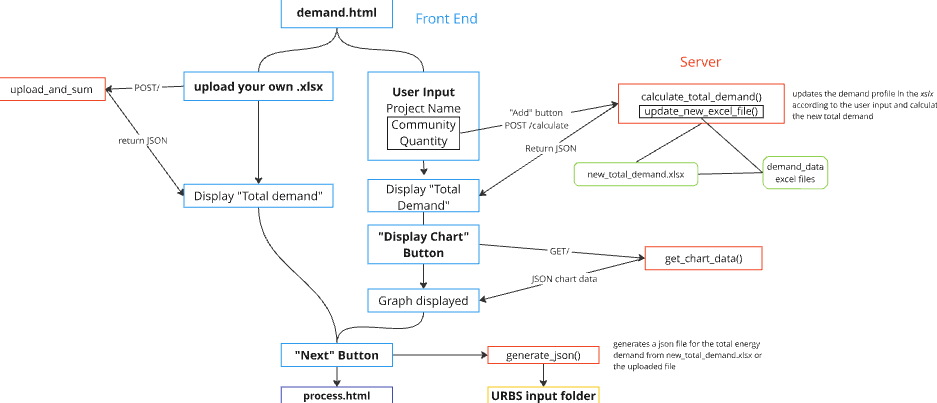 demand.html
Front End
Server
upload_and_sum
POST/
upload your own .xlsx
User Input
Project Name
Community
Quantity
"Add" button
POST /calculate
Return JSON
calculate_total_demand()
update_new_excel_file()
updates the demand profile in the xslx
according to the user input and calculat
the new total demand
return JSON
new_total_demand.xlsx
demand_data
excel files
Display "Total demand"
Display "Total
Demand"
"Display Chart"
Button
GET/
get_chart_data()
JSON chart data
Graph displayed
"Next" Button
generate_json()
generates a json file for the total energy
demand from new_total_demand.xlsx or
the uploaded file
process.html
URBS input folder